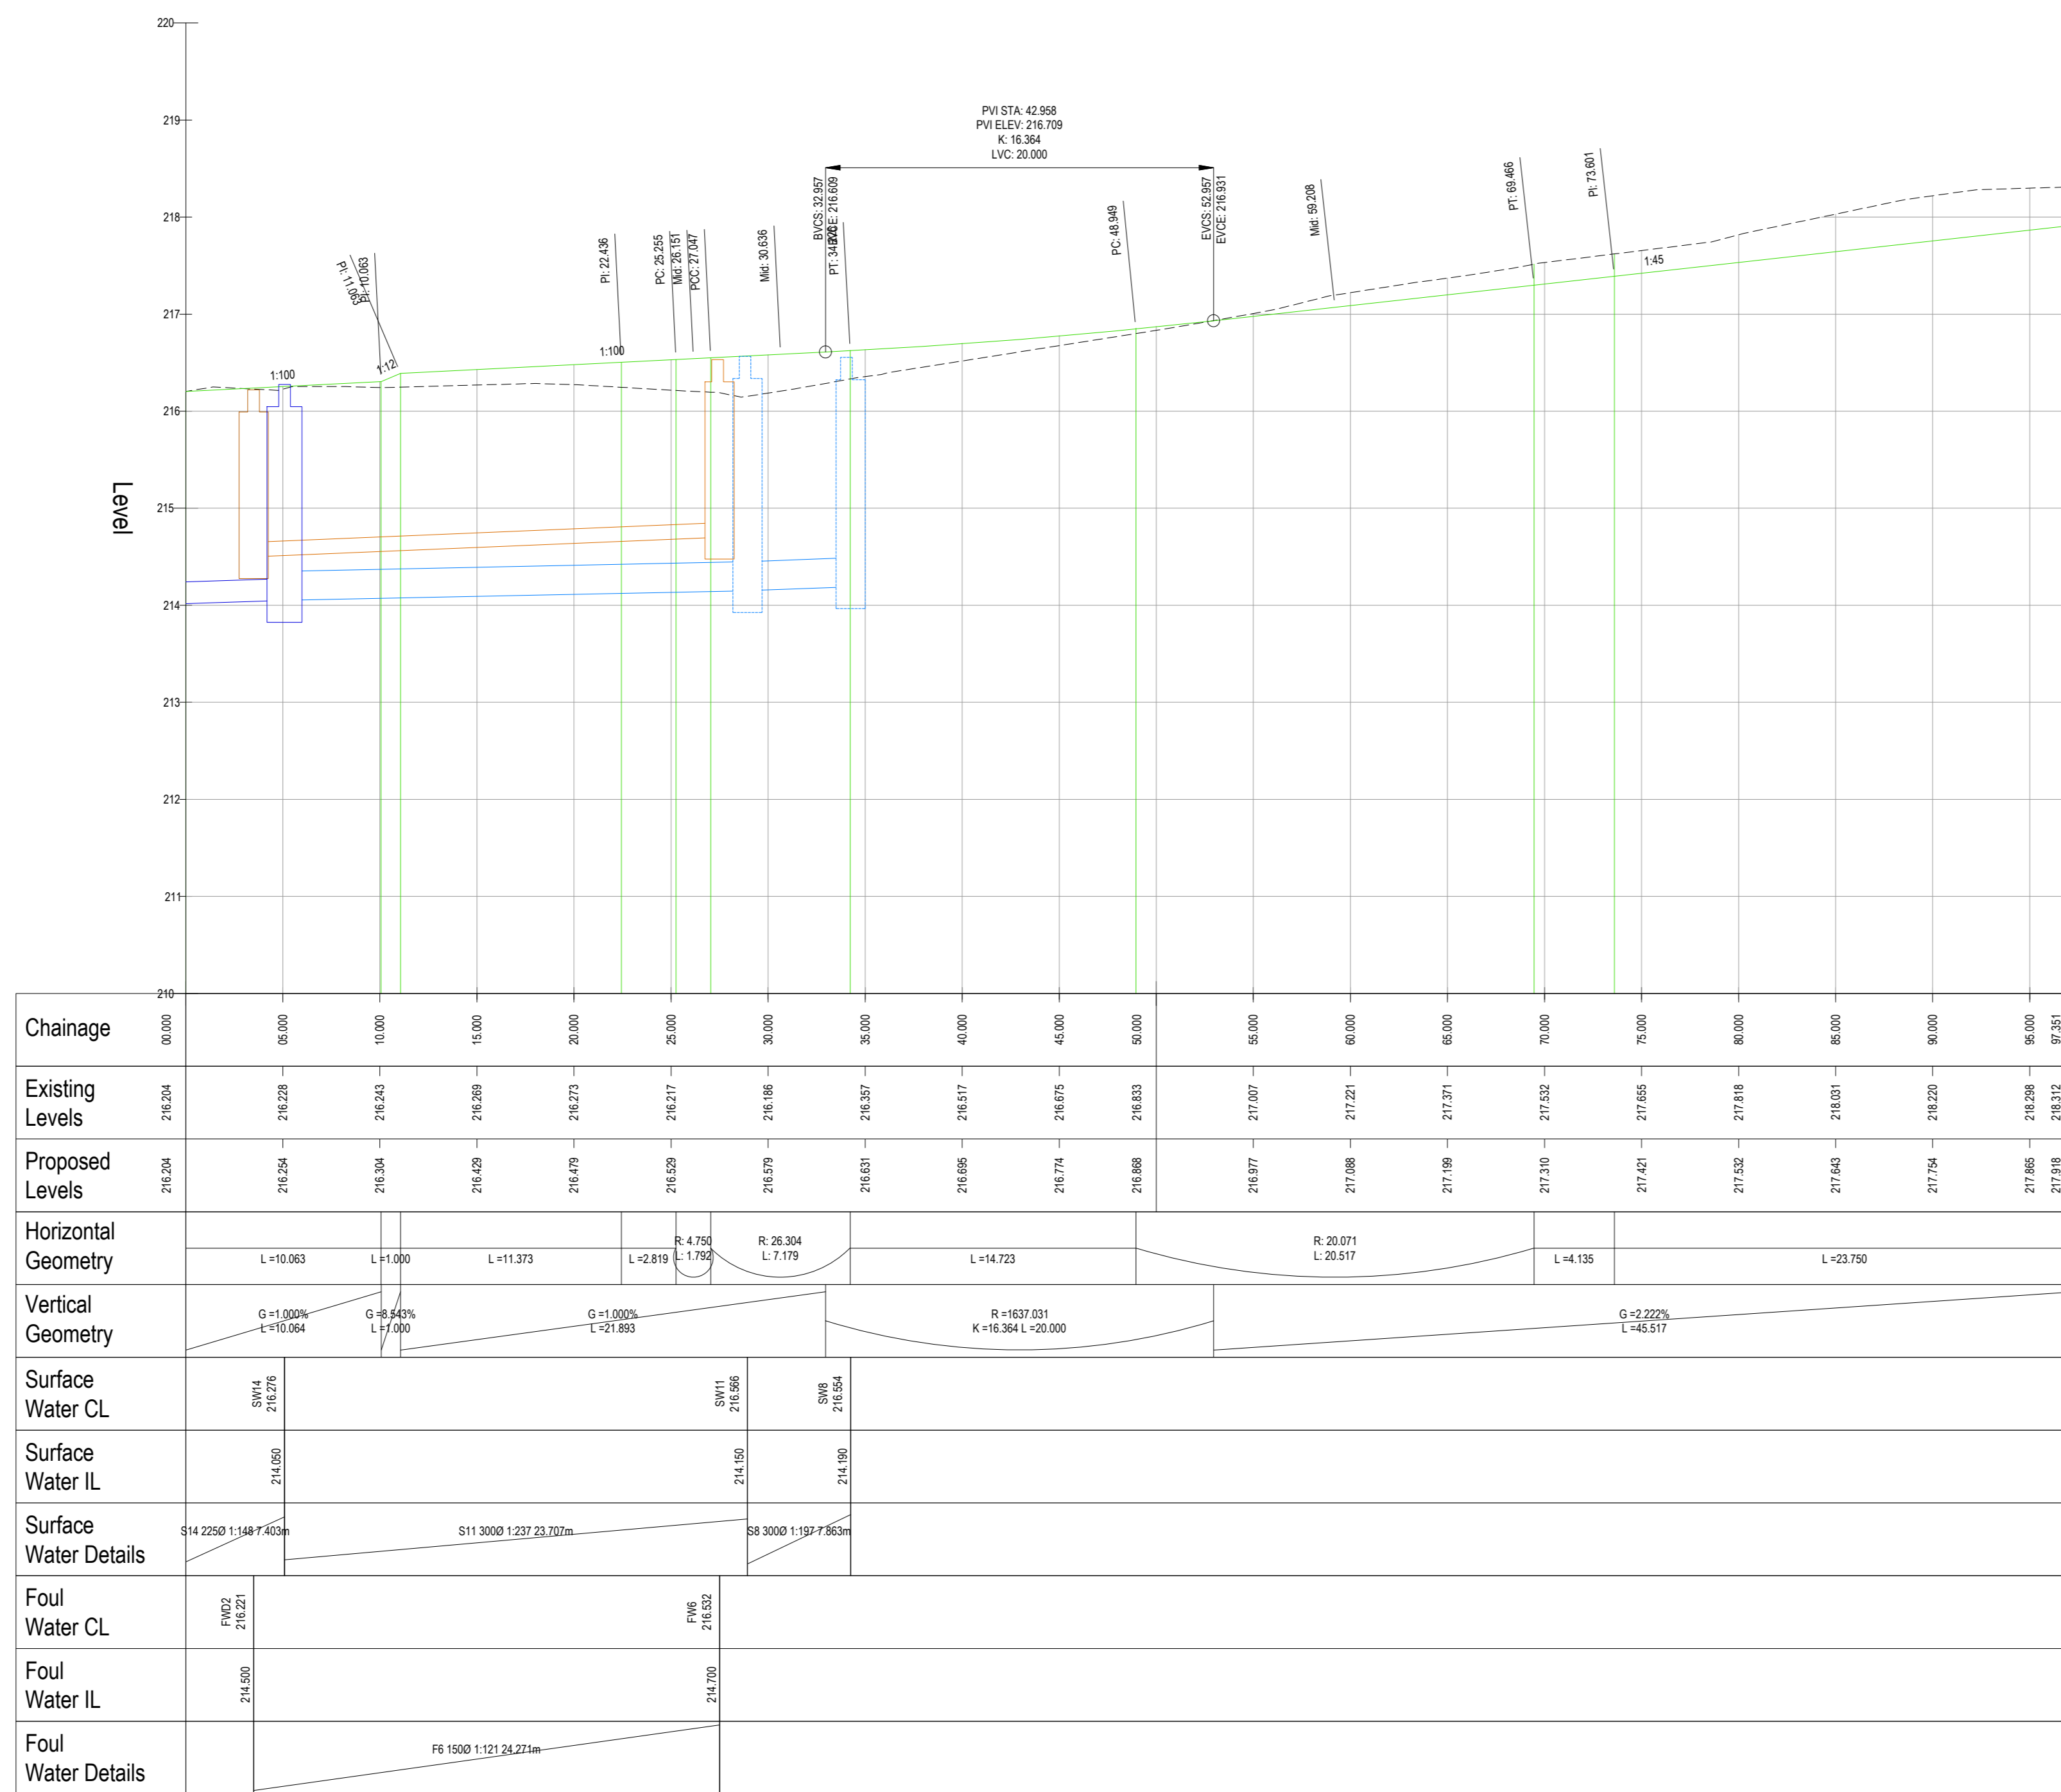 220
219
218
217
216
215
214
213
212
211
210
Level
PVI STA: 42.958
PVI ELEV: 216.709
K: 16.364
LVC: 20.000
PI: 11.063
PI: 10.063
PI: 22.436
PC: 25.255
Mid: 26.151
PCC: 27.047
Mid: 30.636
BVCS: 32.957
BVCE: 216.609
PT: 34.226
PC: 48.949
EVCS: 52.957
EVCE: 216.931
Mid: 59.208
PT: 69.466
PI: 73.601
1:100
1:12
1:100
1:45
Chainage
00.000 05.000 10.000 15.000 20.000 25.000 30.000 35.000 40.000 45.000 50.000 55.000 60.000 65.000 70.000 75.000 80.000 85.000 90.000 95.000 97.351
Existing
Levels
216.204 216.228 216.243 216.269 216.273 216.217 216.186 216.357 216.517 216.675 216.833 217.007 217.221 217.371 217.532 217.655 217.818 218.031 218.220 218.298 218.312
Proposed
Levels
216.204 216.254 216.304 216.429 216.479 216.529 216.579 216.631 216.695 216.774 216.868 216.977 217.088 217.199 217.310 217.421 217.532 217.643 217.754 217.865 217.918
Horizontal
Geometry
L =10.063
L =1.000
L =11.373
L =2.819
R: 4.750
L: 1.792
R: 26.304
L: 7.179
L =14.723
R: 20.071
L: 20.517
L =4.135
L =23.750
Vertical
Geometry
G =1.000%
L =10.064
G =8.543%
L =1.000
G =1.000%
L =21.893
R =1637.031
K =16.364 L =20.000
G =2.222%
L =45.517
Surface
Water CL
SW14
216.276
SW11
216.566
SW8
216.554
Surface
Water IL
214.050
214.150
214.190
Surface
Water Details
S14 225Ø 1:148 7.403m
S11 300Ø 1:237 23.707m
S8 300Ø 1:197 7.863m
Foul
Water CL
FWD2
216.221
FW6
216.532
Foul
Water IL
214.500
214.700
Foul
Water Details
F6 150Ø 1:121 24.271m